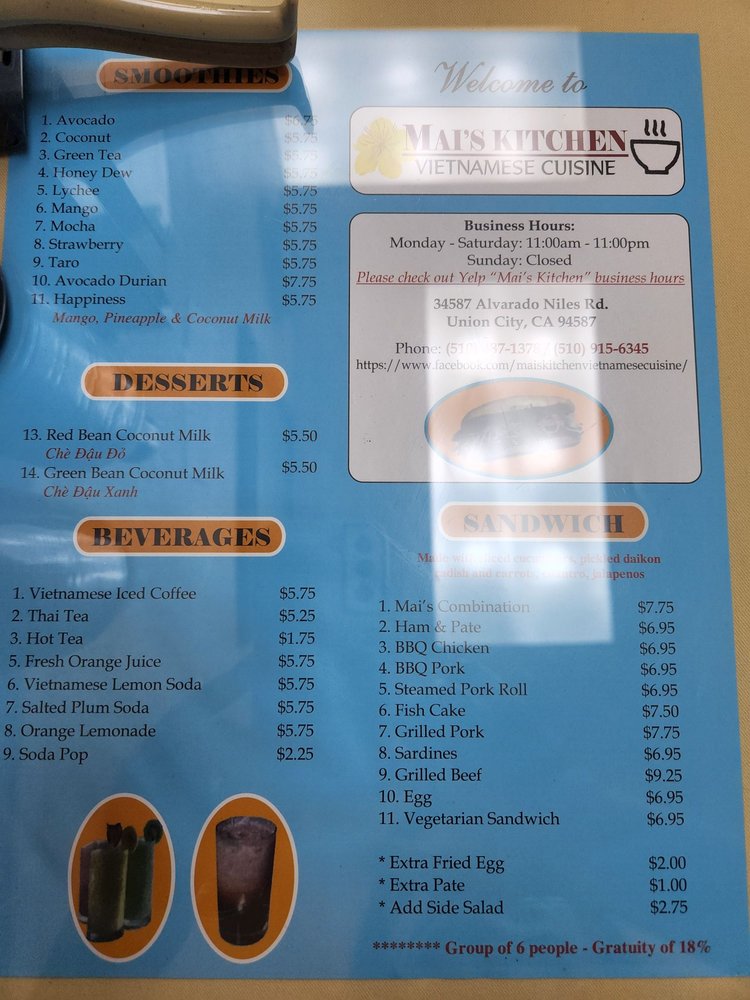 SMOOTHIES
1. Avocado $6.75
2. Coconut $5.75
3. Green Tea $5.75
4. Honey Dew $5.75
5. Lychee $5.75
6. Mango $5.75
7. Mocha $5.75
8. Strawberry $5.75
9. Taro $5.75
10. Avocado Durian $7.75
11. Happiness $5.75
Mango, Pineapple & Coconut Milk
DESSERTS
13. Red Bean Coconut Milk $5.50
Chè Đậu Đỏ
14. Green Bean Coconut Milk $5.50
Chè Đậu Xanh
BEVERAGES
1. Vietnamese Iced Coffee $5.75
2. Thai Tea $5.25
3. Hot Tea $1.75
5. Fresh Orange Juice $5.75
6. Vietnamese Lemon Soda $5.75
7. Salted Plum Soda $5.75
8. Orange Lemonade $5.75
9. Soda Pop $2.25
Welcome to
MAI'S KITCHEN
VIETNAMESE CUISINE
Business Hours:
Monday - Saturday: 11:00am - 11:00pm
Sunday: Closed
Please check out Yelp "Mai's Kitchen" business hours
34587 Alvarado Niles Rd.
Union City, CA 94587
Phone: (510) / (510) 915-6345
https://www.facebook.com/maiskitchenvietnamesecuisine/
SANDWICH
Made with sliced cucumbers, pickled daikon
radish and carrots, cilantro, jalapenos
1. Mai's Combination $7.75
2. Ham & Pate $6.95
3. BBQ Chicken $6.95
4. BBQ Pork $6.95
5. Steamed Pork Roll $6.95
6. Fish Cake $7.50
7. Grilled Pork $7.75
8. Sardines $6.95
9. Grilled Beef $9.25
10. Egg $6.95
11. Vegetarian Sandwich $6.95
* Extra Fried Egg $2.00
* Extra Pate $1.00
* Add Side Salad $2.75
******** Group of 6 people - Gratuity of 18%